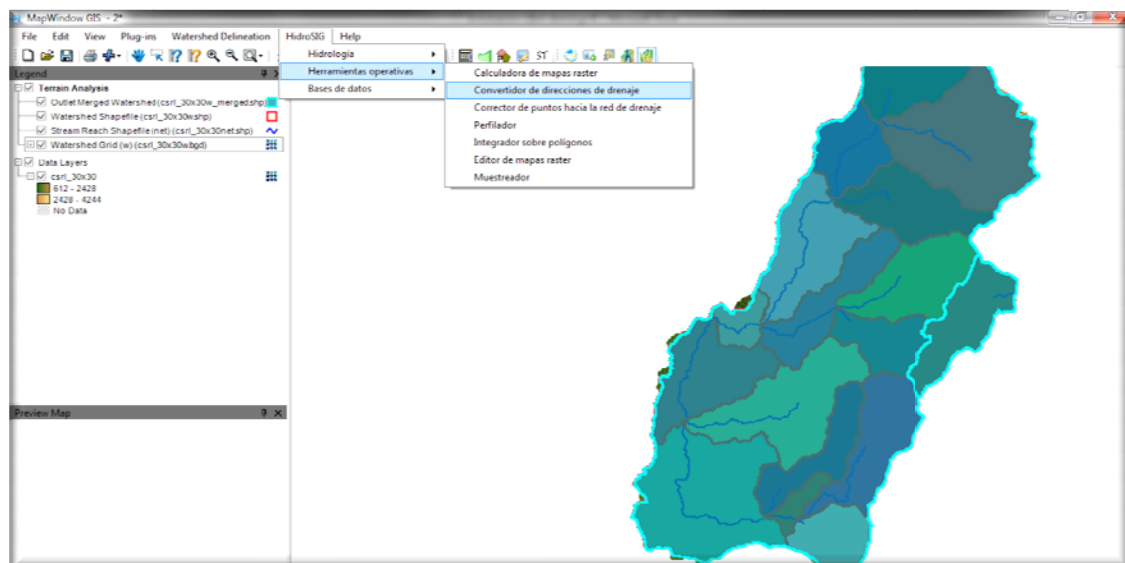 MapWindow GIS - 2*
File Edit View Plug-ins Watershed Delineation HidroSIG Help
Hidrología
Herramientas operativas
Bases de datos
Calculadora de mapas raster
Convertidor de direcciones de drenaje
Corrector de puntos hacia la red de drenaje
Perfilador
Integrador sobre polígonos
Editor de mapas raster
Muestreador
ST
Legend
Terrain Analysis
Outlet Merged Watershed (csrl_30x30w_merged.shp)
Watershed Shapefile (csrl_30x30w.shp)
Stream Reach Shapefile (net) (csrl_30x30net.shp)
Watershed Grid (w) (csrl_30x30w.bgd)
Data Layers
csrl_30x30
612 - 2428
2428 - 4244
No Data
Preview Map